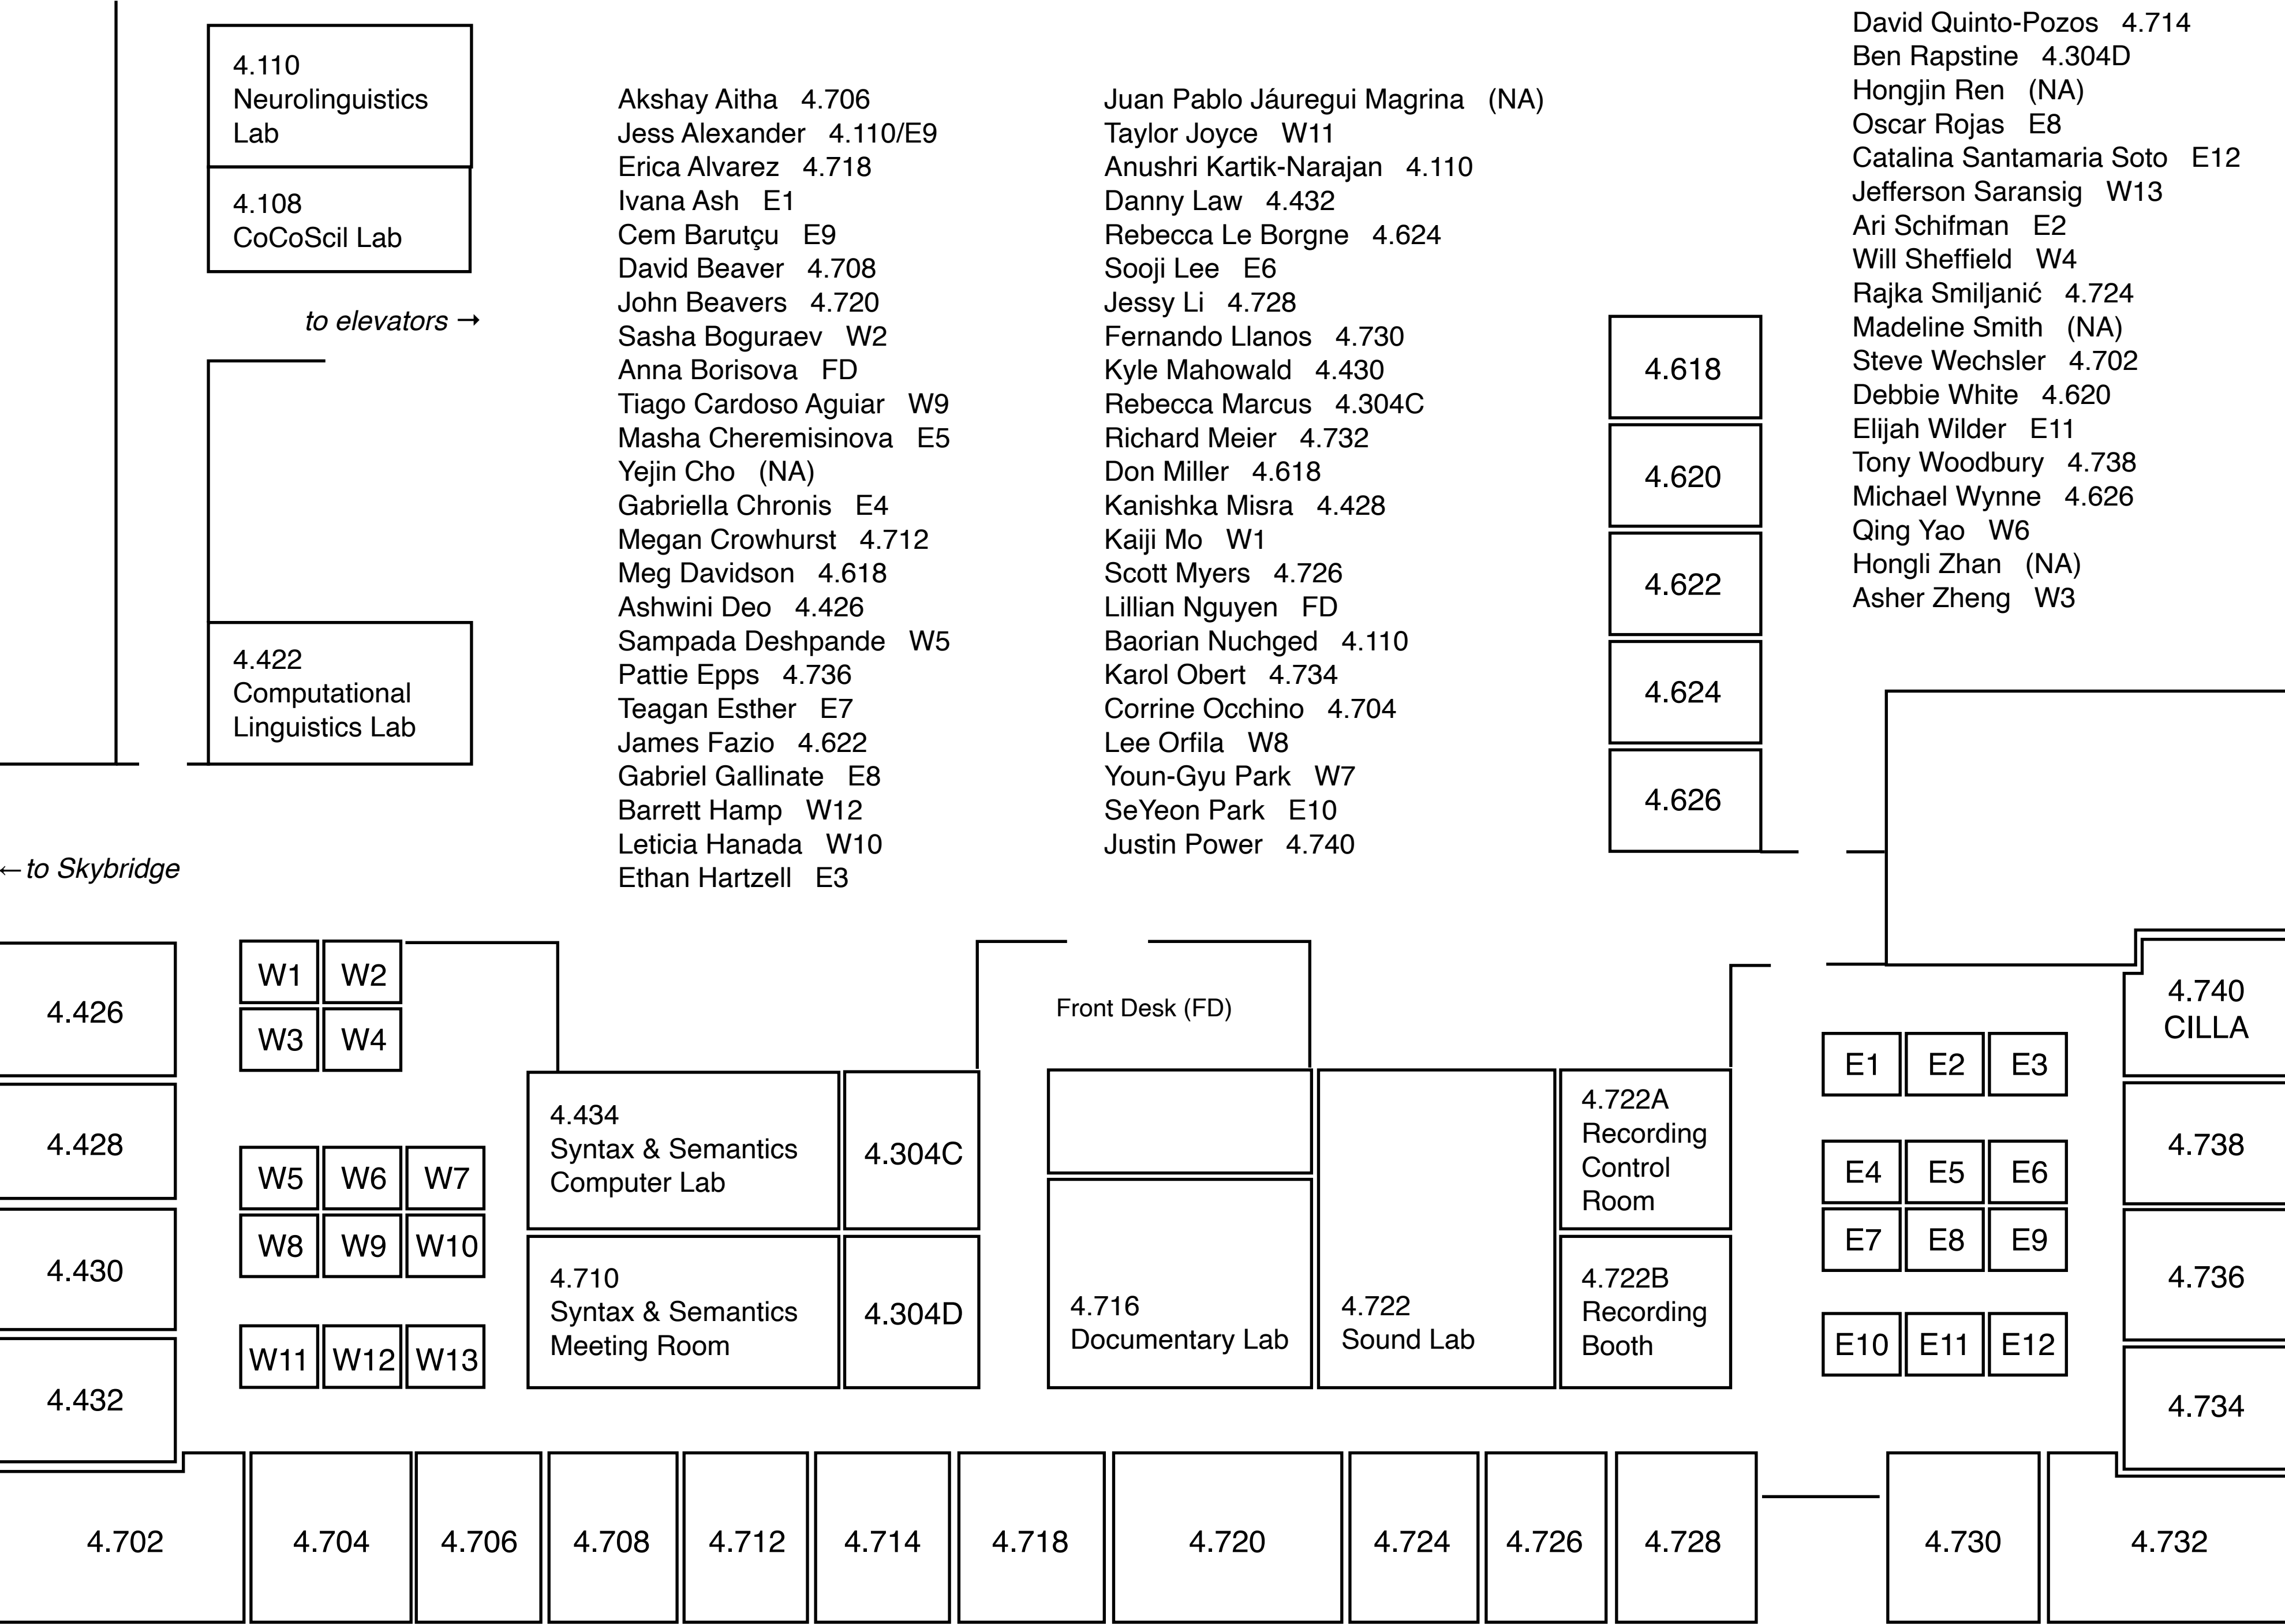 4.110
Neurolinguistics
Lab
4.108
CoCoScil Lab
to elevators →
4.422
Computational
Linguistics Lab
← to Skybridge
Akshay Aitha 4.706
Jess Alexander 4.110/E9
Erica Alvarez 4.718
Ivana Ash E1
Cem Barutçu E9
David Beaver 4.708
John Beavers 4.720
Sasha Boguraev W2
Anna Borisova FD
Tiago Cardoso Aguiar W9
Masha Cheremisinova E5
Yejin Cho (NA)
Gabriella Chronis E4
Megan Crowhurst 4.712
Meg Davidson 4.618
Ashwini Deo 4.426
Sampada Deshpande W5
Pattie Epps 4.736
Teagan Esther E7
James Fazio 4.622
Gabriel Gallinate E8
Barrett Hamp W12
Leticia Hanada W10
Ethan Hartzell E3
Juan Pablo Jáuregui Magrina (NA)
Taylor Joyce W11
Anushri Kartik-Narajan 4.110
Danny Law 4.432
Rebecca Le Borgne 4.624
Sooji Lee E6
Jessy Li 4.728
Fernando Llanos 4.730
Kyle Mahowald 4.430
Rebecca Marcus 4.304C
Richard Meier 4.732
Don Miller 4.618
Kanishka Misra 4.428
Kaiji Mo W1
Scott Myers 4.726
Lillian Nguyen FD
Baorian Nuchged 4.110
Karol Obert 4.734
Corrine Occhino 4.704
Lee Orfila W8
Youn-Gyu Park W7
SeYeon Park E10
Justin Power 4.740
David Quinto-Pozos 4.714
Ben Rapstine 4.304D
Hongjin Ren (NA)
Oscar Rojas E8
Catalina Santamaria Soto E12
Jefferson Saransig W13
Ari Schifman E2
Will Sheffield W4
Rajka Smiljanić 4.724
Madeline Smith (NA)
Steve Wechsler 4.702
Debbie White 4.620
Elijah Wilder E11
Tony Woodbury 4.738
Michael Wynne 4.626
Qing Yao W6
Hongli Zhan (NA)
Asher Zheng W3
4.618
4.620
4.622
4.624
4.626
4.426
4.428
4.430
4.432
W1 W2
W3 W4
W5 W6 W7
W8 W9 W10
W11 W12 W13
4.434
Syntax & Semantics
Computer Lab
4.304C
4.710
Syntax & Semantics
Meeting Room
4.304D
Front Desk (FD)
4.716
Documentary Lab
4.722
Sound Lab
4.722A
Recording
Control
Room
4.722B
Recording
Booth
E1 E2 E3
E4 E5 E6
E7 E8 E9
E10 E11 E12
4.740
CILLA
4.738
4.736
4.734
4.702 4.704 4.706 4.708 4.712 4.714 4.718 4.720 4.724 4.726 4.728 4.730 4.732